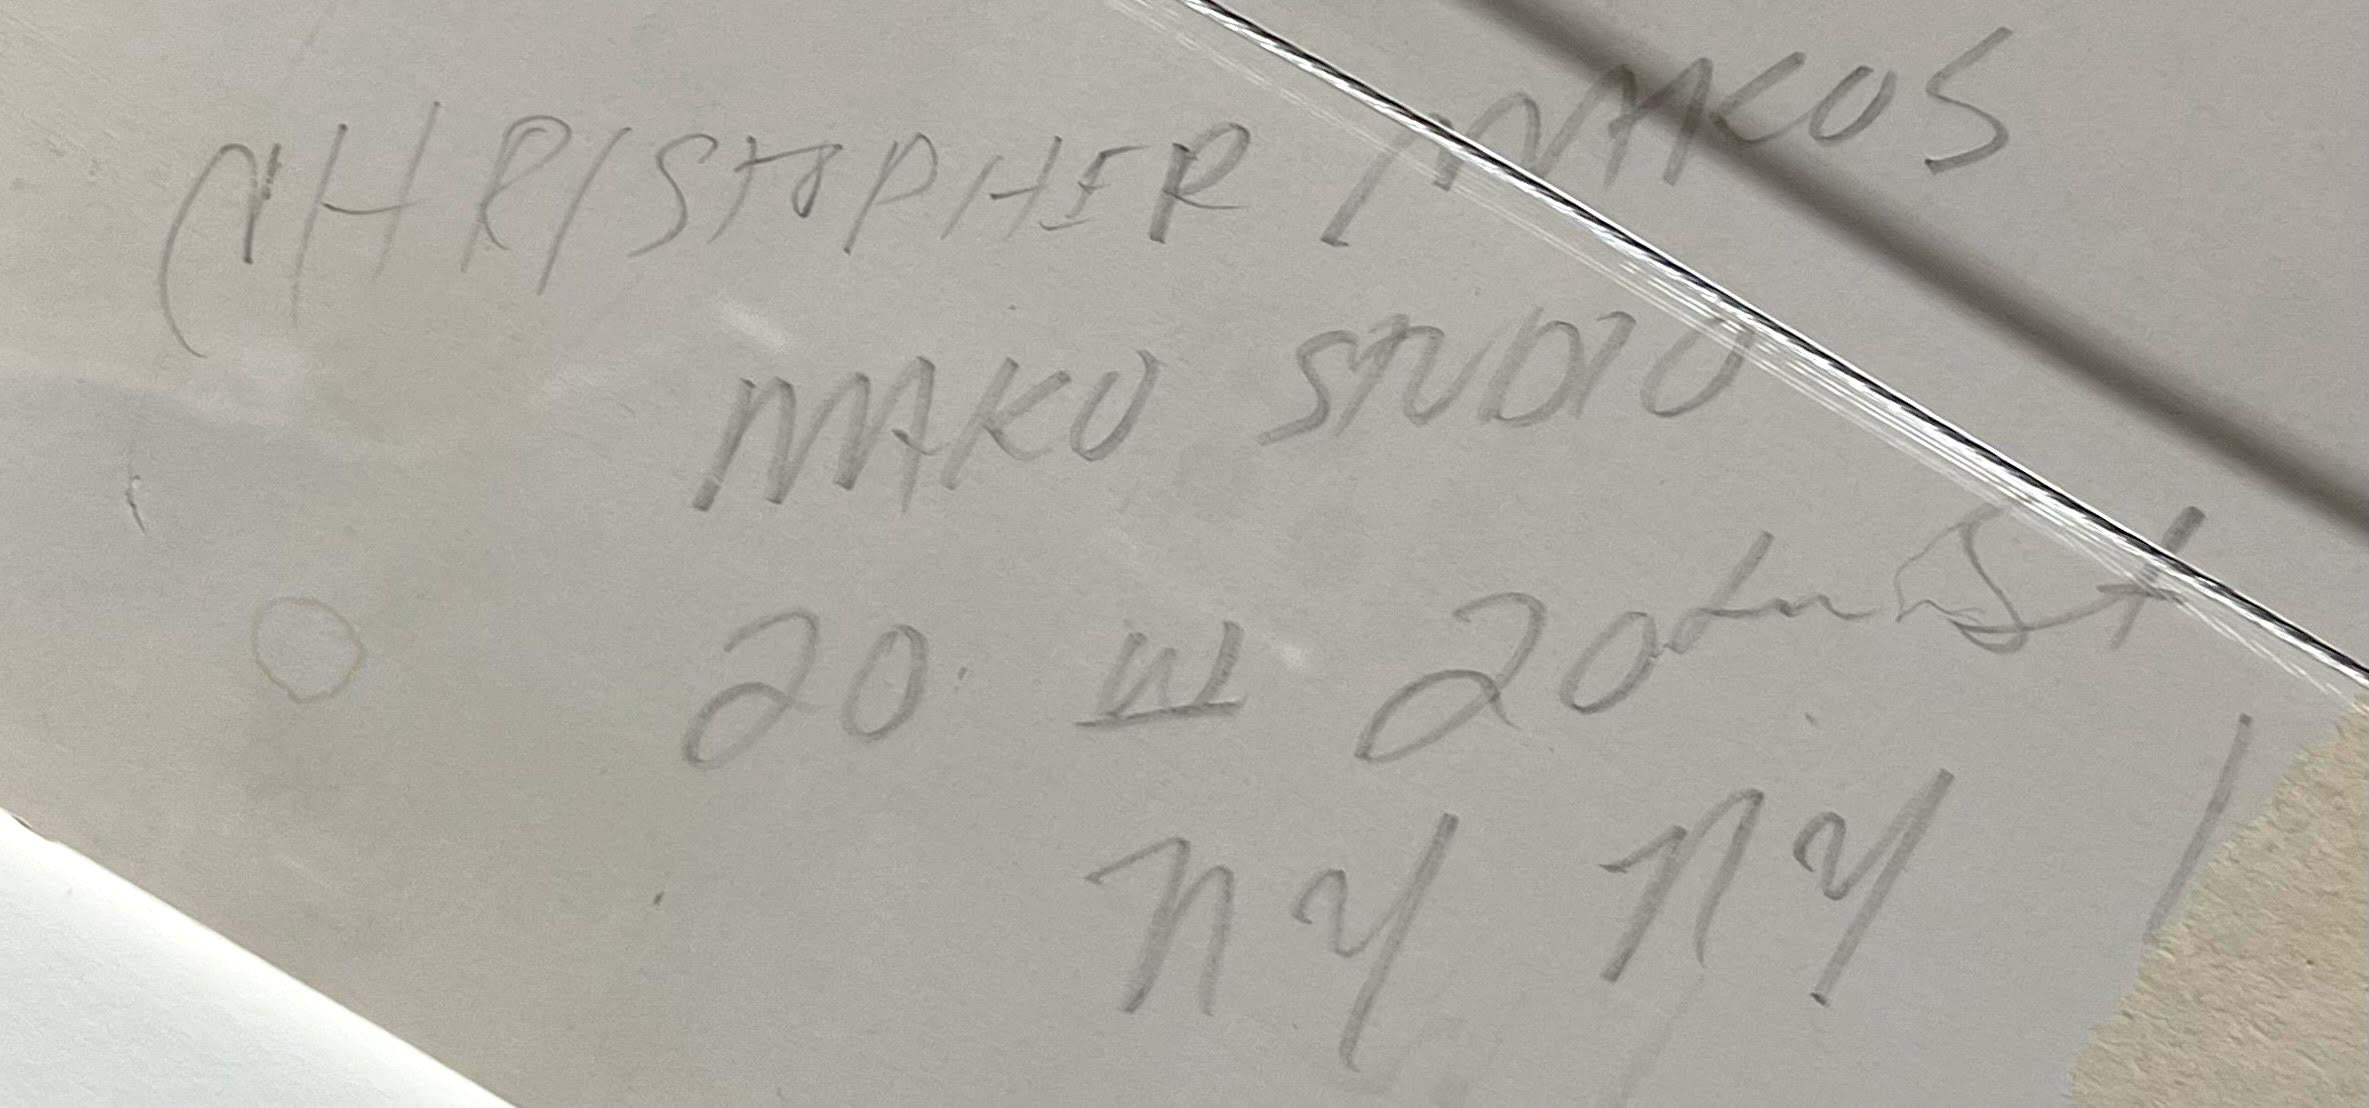 CHRISTOPHER MAKOS
MAKO STUDIO
20 W 20th St
NY NY